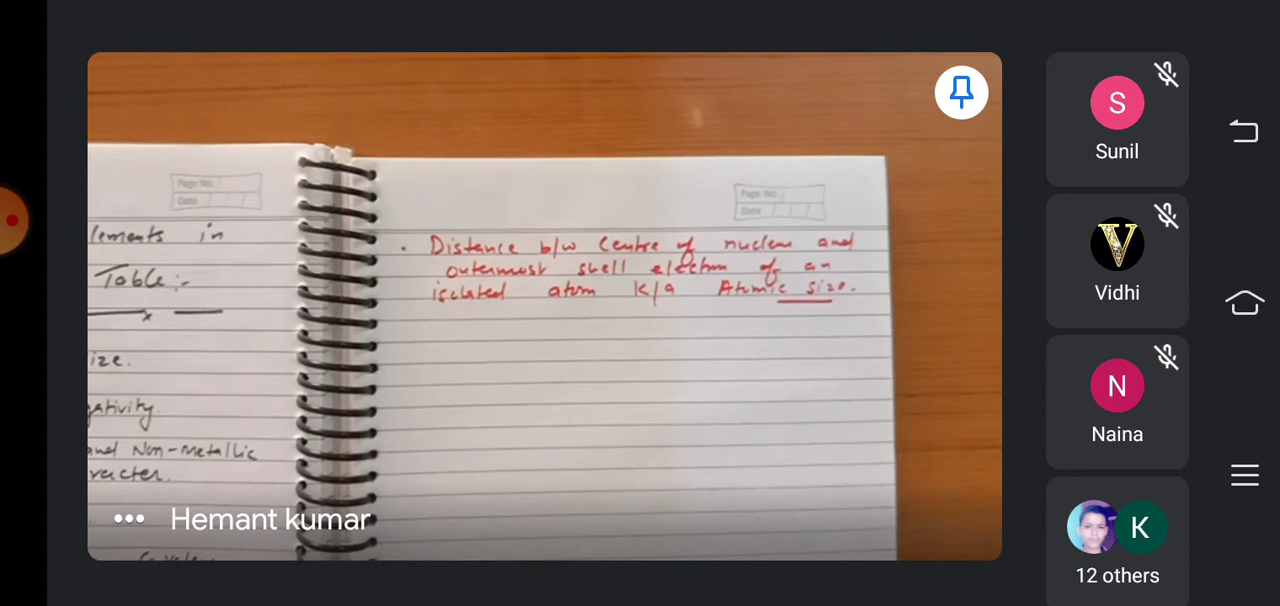 Page No.
Date
lements in
Table :-
ize.
gativity.
and Non-metallic
racter.
Page No.
Date
• Distance b/w Centre of nucleus and
outermost shell electron of an
isolated atom K/a Atomic size.
Hemant kumar
S
Sunil
V
Vidhi
N
Naina
K
12 others